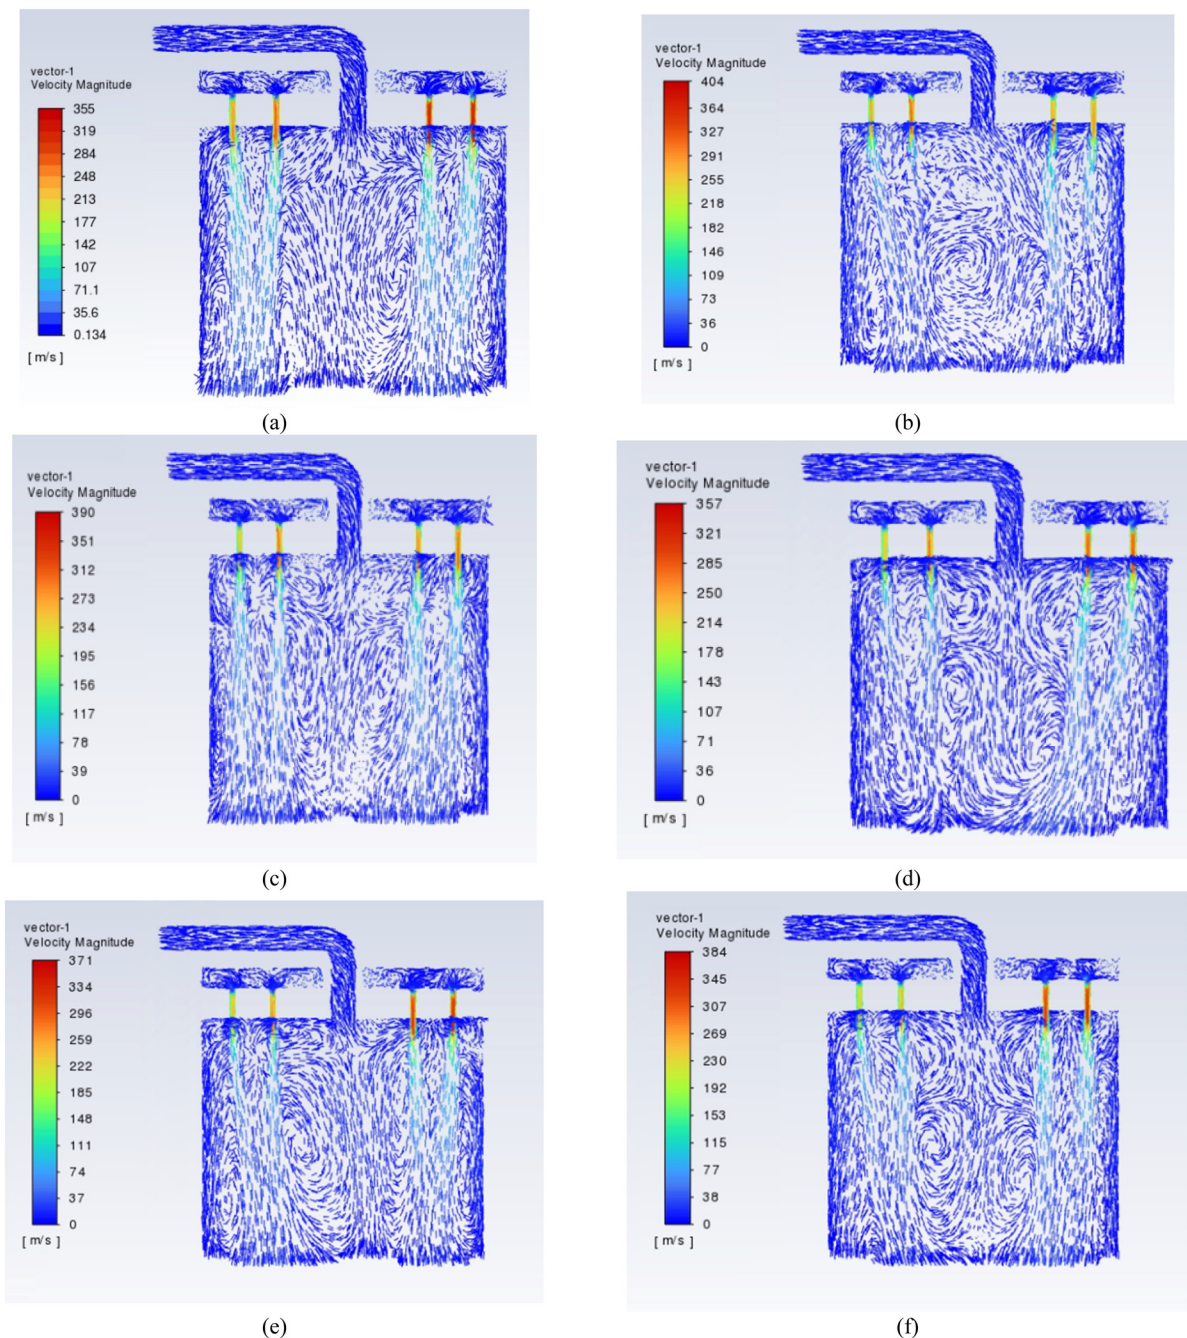 vector-1
Velocity Magnitude
355
319
284
248
213
177
142
107
71.1
35.6
0.134
[ m/s ]
(a)
vector-1
Velocity Magnitude
404
364
327
291
255
218
182
146
109
73
36
0
[ m/s ]
(b)
vector-1
Velocity Magnitude
390
351
312
273
234
195
156
117
78
39
0
[ m/s ]
(c)
vector-1
Velocity Magnitude
357
321
285
250
214
178
143
107
71
36
0
[ m/s ]
(d)
vector-1
Velocity Magnitude
371
334
296
259
222
185
148
111
74
37
0
[ m/s ]
(e)
vector-1
Velocity Magnitude
384
345
307
269
230
192
153
115
77
38
0
[ m/s ]
(f)